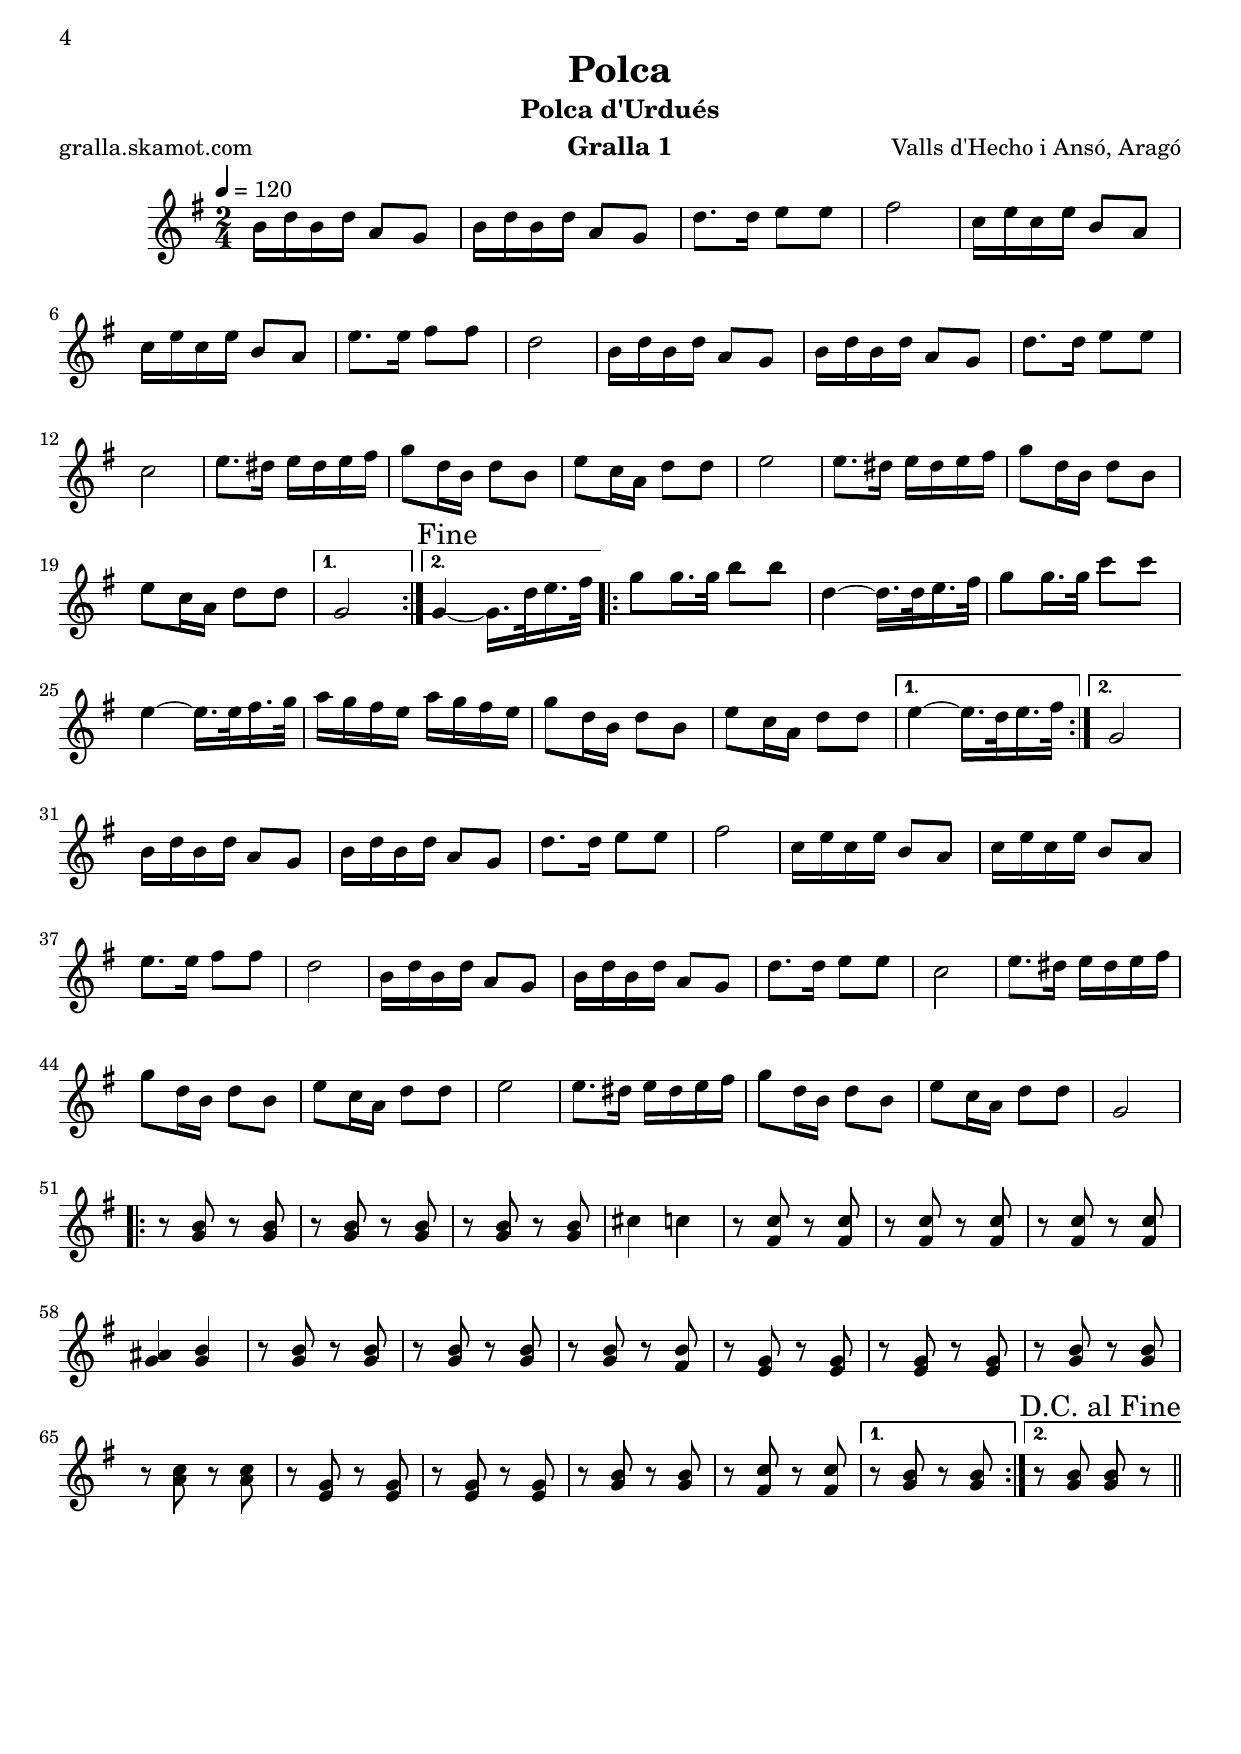 4
Polca
Polca d'Urdués
gralla.skamot.com Gralla 1 Valls d'Hecho i Ansó, Aragó
= 120
2
4
6
12
Fine
19 1. 2.
25 1. 2.
31
37
44
51
58
D.C. al Fine
65 1. 2.